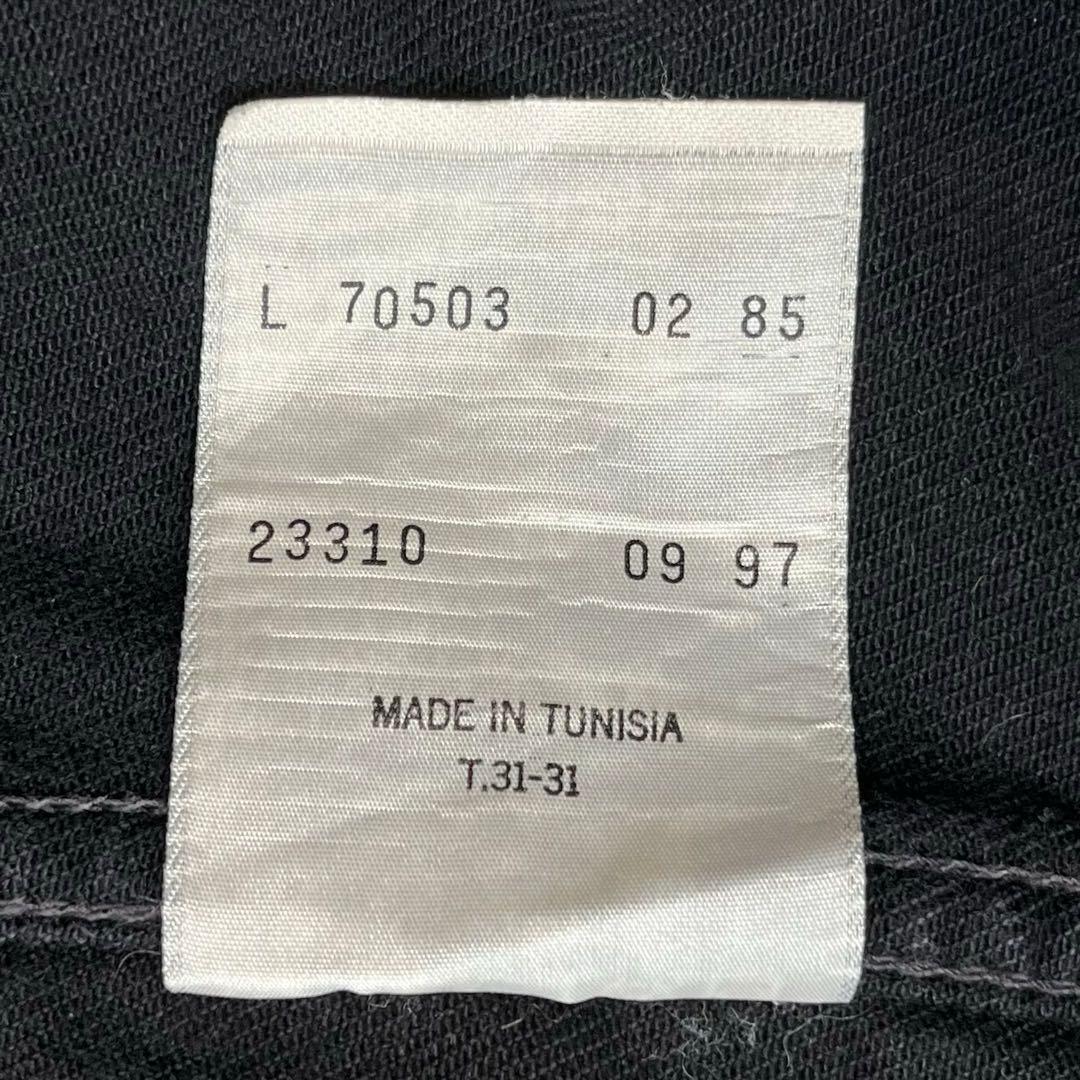 L 70503 02 85
23310 09 97
MADE IN TUNISIA
T.31-31